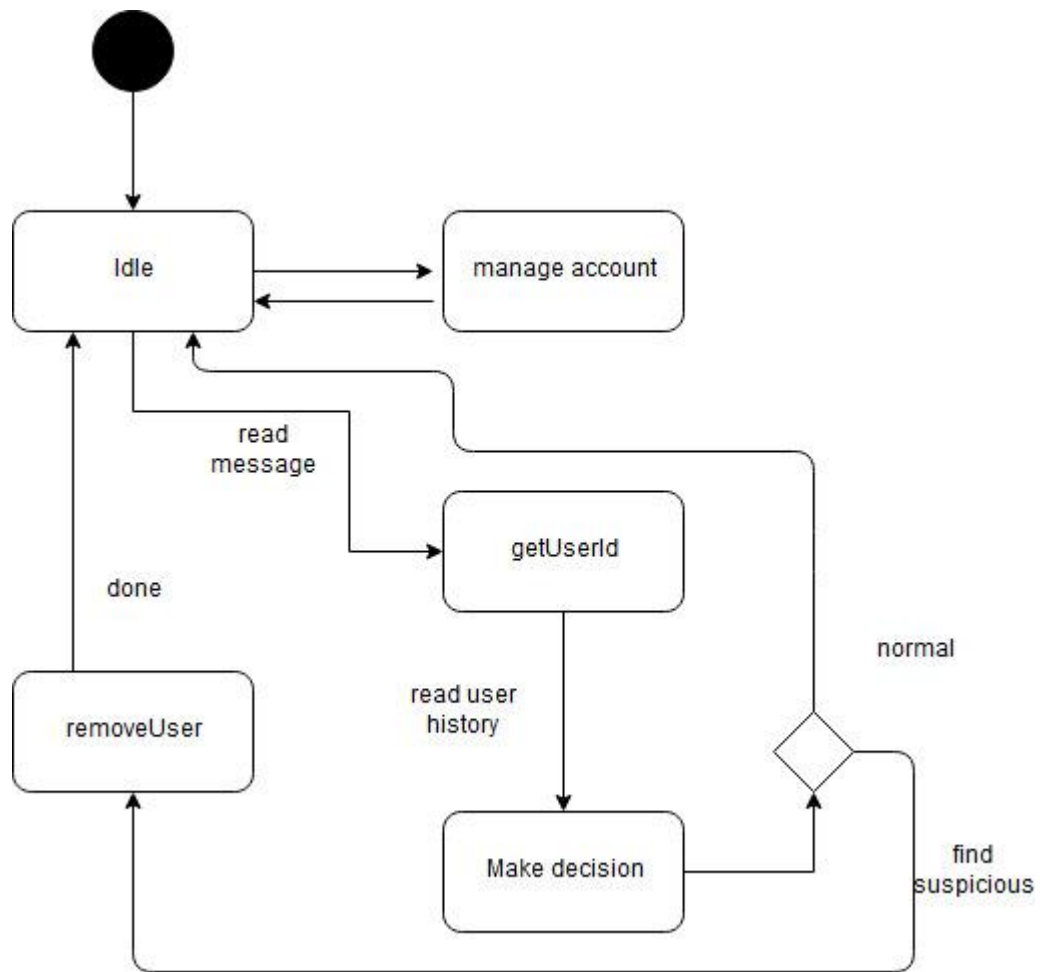 Idle
manage account
read
message
getUserId
done
normal
read user
history
removeUser
Make decision
find
suspicious